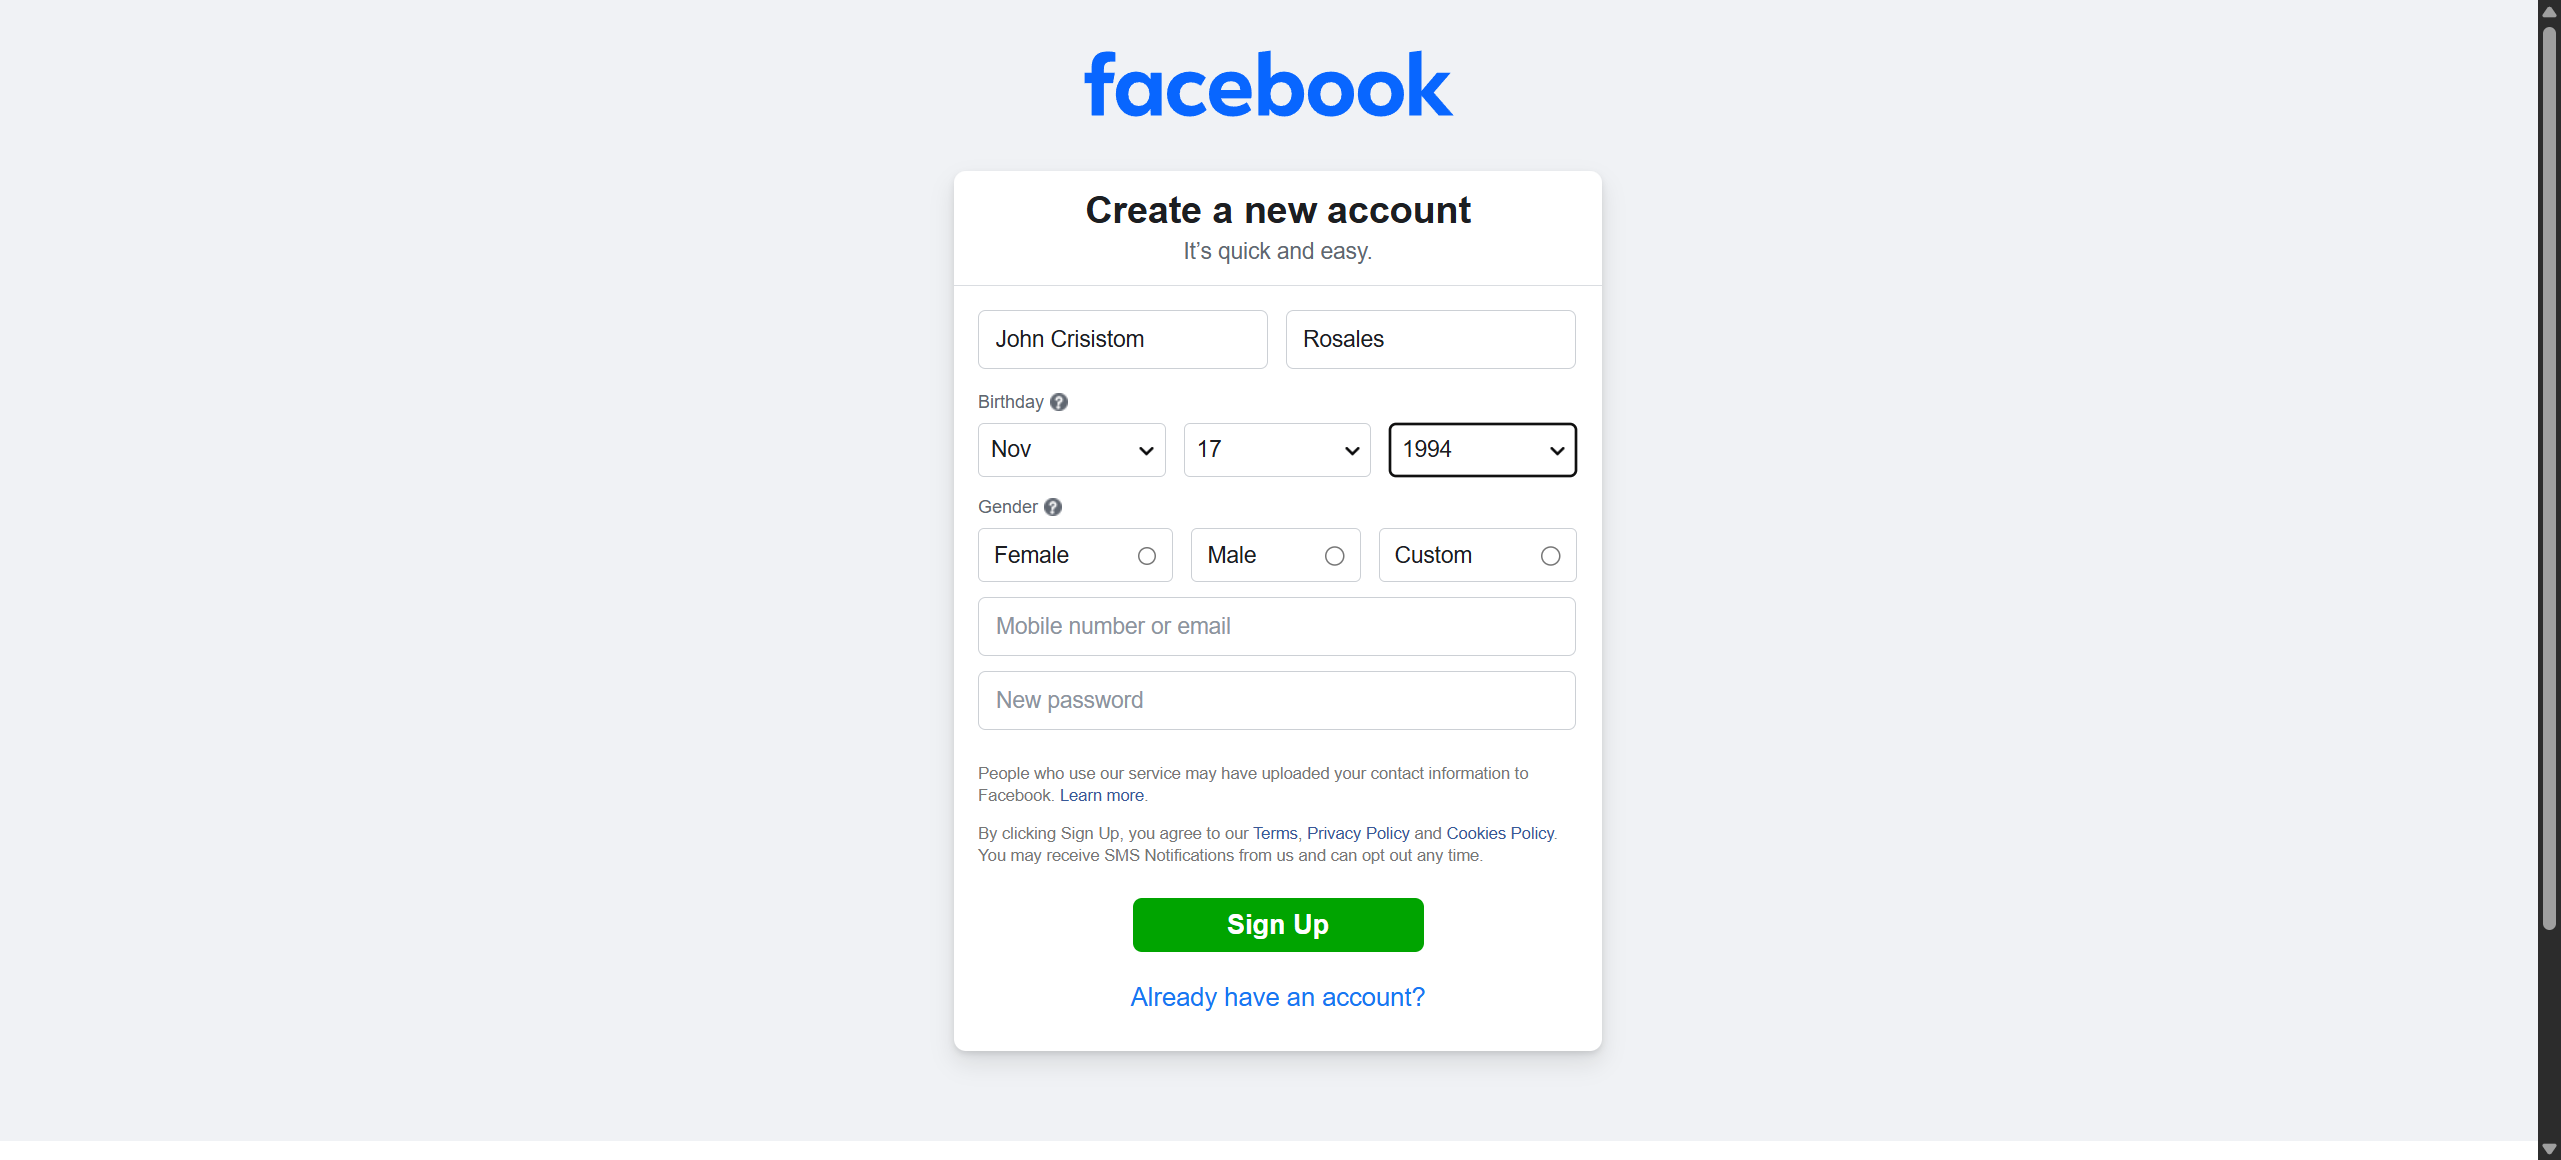 facebook
Create a new account
It's quick and easy.
John Crisistom
Rosales
Birthday
Nov
17
1994
Gender
Female
Male
Custom
Mobile number or email
New password
People who use our service may have uploaded your contact information to
Facebook. Learn more.
By clicking Sign Up, you agree to our Terms, Privacy Policy and Cookies Policy.
You may receive SMS Notifications from us and can opt out any time.
Sign Up
Already have an account?